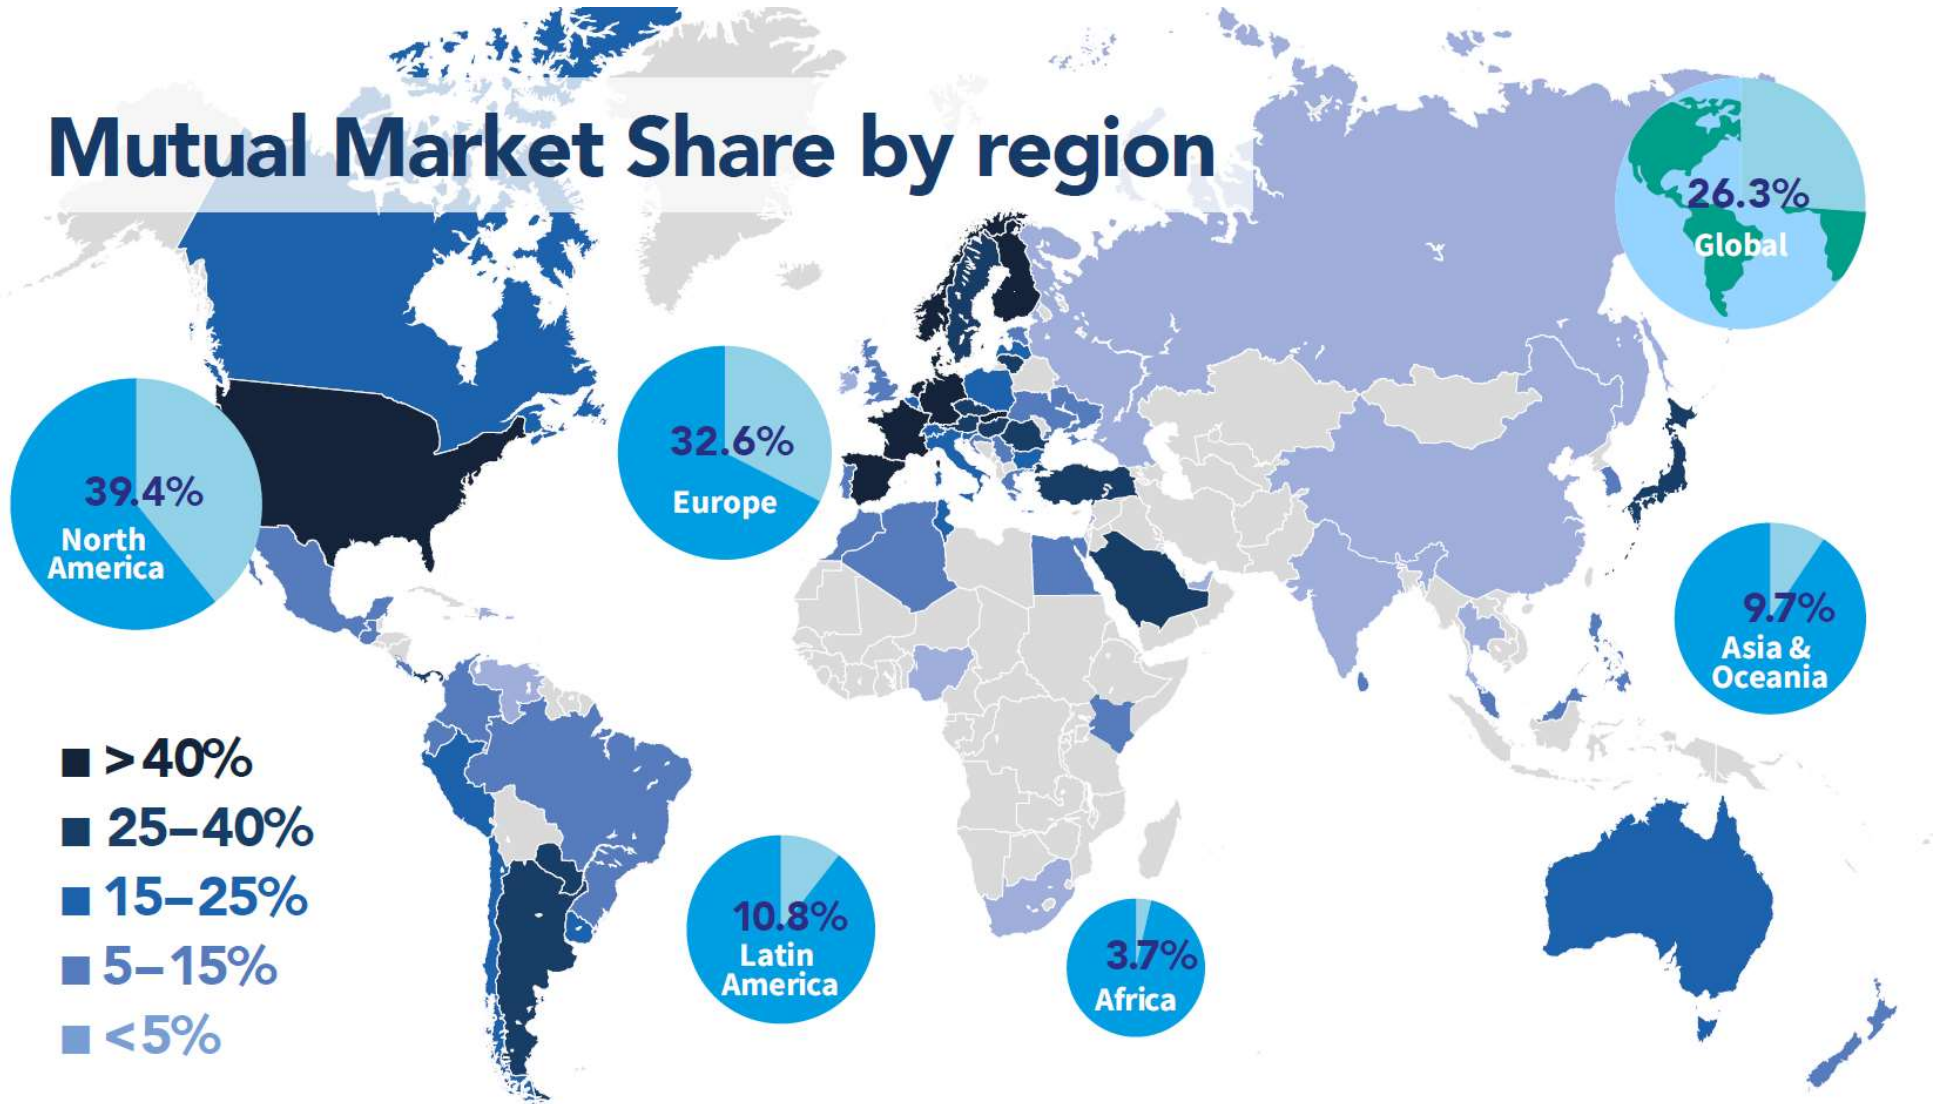 Mutual Market Share by region
26.3%
Global
39.4%
North
America
32.6%
Europe
9.7%
Asia &
Oceania
10.8%
Latin
America
3.7%
Africa
>40%
25–40%
15–25%
5–15%
<5%